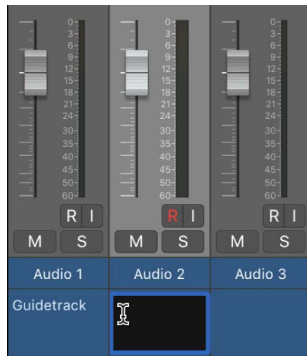 0 0 0
3 3 3
6 6 6
9 9 9
12 12 12
15 15 15
18 18 18
21 21 21
24 24 24
30 30 30
35 35 35
40 40 40
45 45 45
50 50 50
60 60 60
R I R I R I
M S M S M S
Audio 1 Audio 2 Audio 3
Guidetrack